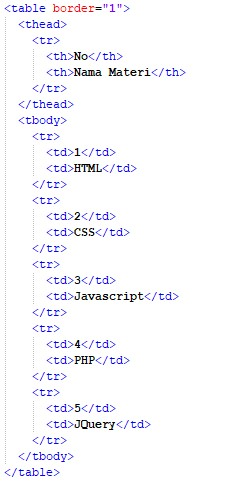 <table border="1">
<thead>
<tr>
<th>No</th>
<th>Nama Materi</th>
</tr>
</thead>
<tbody>
<tr>
<td>1</td>
<td>HTML</td>
</tr>
<tr>
<td>2</td>
<td>CSS</td>
</tr>
<tr>
<td>3</td>
<td>Javascript</td>
</tr>
<tr>
<td>4</td>
<td>PHP</td>
</tr>
<tr>
<td>5</td>
<td>JQuery</td>
</tr>
</tbody>
</table>